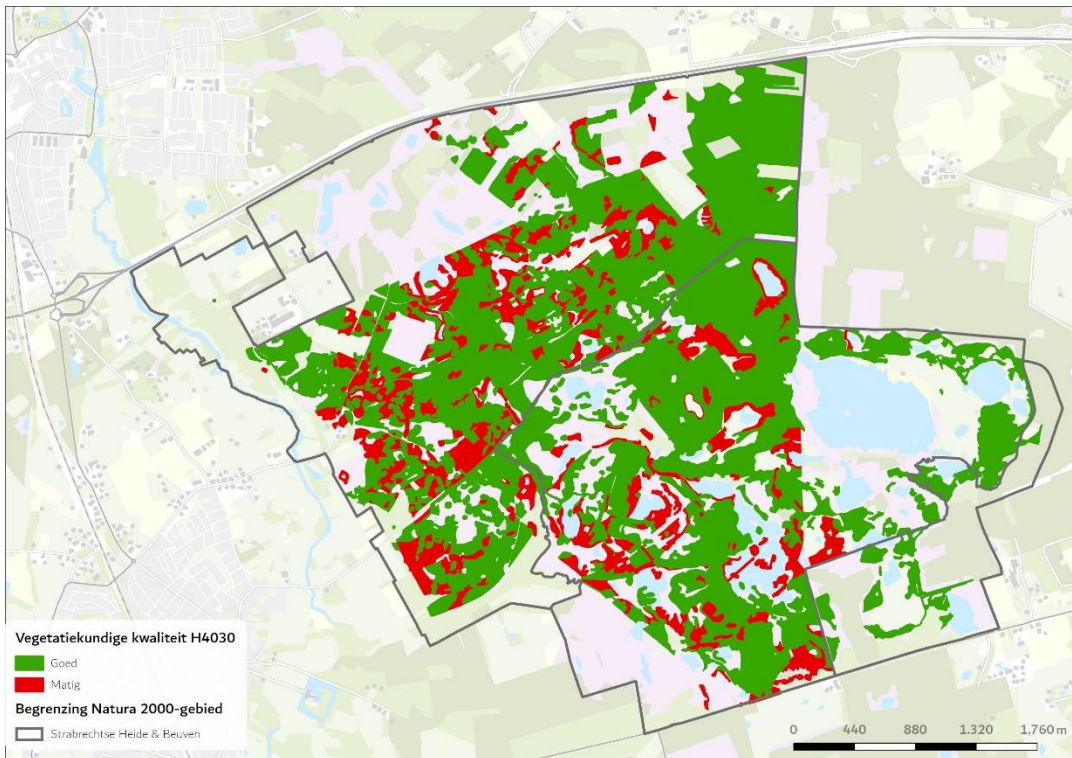 Vegetatiekundige kwaliteit H4030
Goed
Matig
Begrenzing Natura 2000-gebied
Strabrechtse Heide & Beuven
0 440 880 1.320 1.760 m